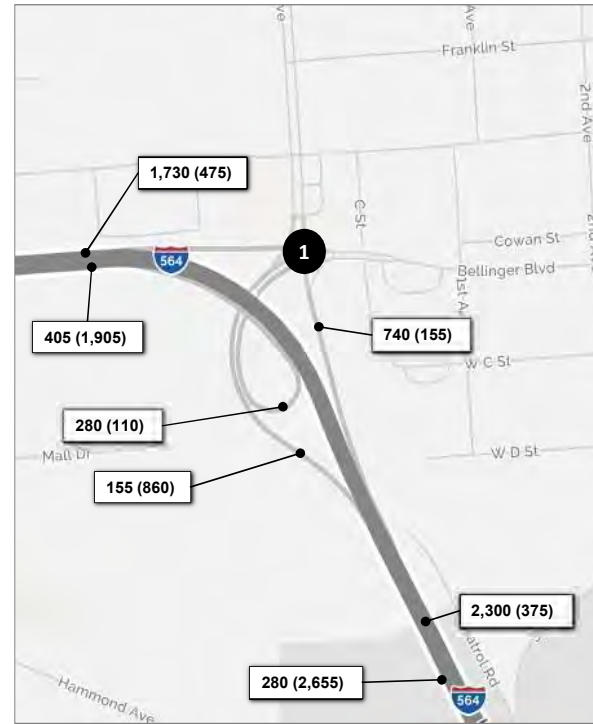 Ave
Ave
Franklin St
2nd Ave
1,730 (475)
C St
1
Cowan St
564
Bellinger Blvd
1st Av
405 (1,905)
740 (155)
W C St
280 (110)
Mall Dr
W D St
155 (860)
2,300 (375)
atrol Rd
280 (2,655)
564
Hammond Ave